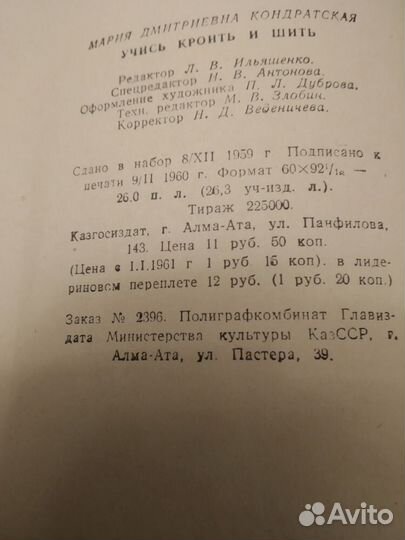 МАРИЯ ДМИТРИЕВНА КОНДРАТСКАЯ
УЧИСЬ КРОИТЬ И ШИТЬ
Редактор Л. В. Ильяшенко.
Спецредактор Н. В. Антонова.
Оформление художника П. Л. Дуброва.
Техн. редактор М. В. Злобин.
Корректор Н. Д. Веденичева.
Сдано в набор 8/XII 1959 г. Подписано к
печати 9/II 1960 г. Формат 60×92¹/₁₆ —
26.0 п. л. (26,3 уч-изд. л.).
Тираж 225000.
Казгосиздат, г. Алма-Ата, ул. Панфилова,
143. Цена 11 руб. 50 коп.
(Цена с 1.I.1961 г 1 руб 15 коп). в лиде-
риновом переплете 12 руб. (1 руб. 20 коп.)
Заказ № 2396. Полиграфкомбинат Главиз-
дата Министерства культуры КазССР, г.
Алма-Ата, ул. Пастера, 39.
Avito